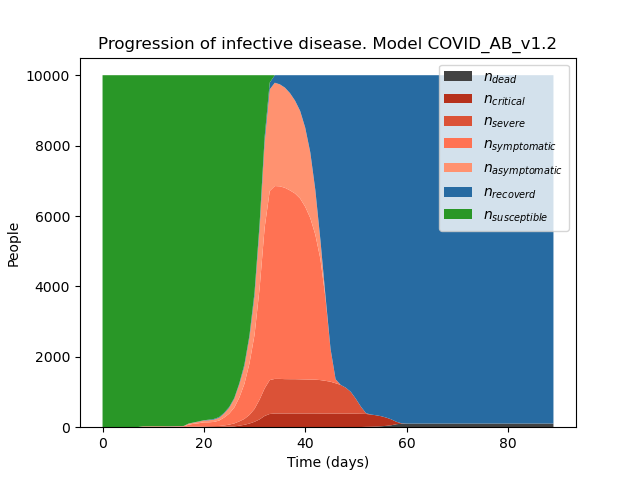 Progression of infective disease. Model COVID_AB_v1.2
10000
8000
6000
4000
2000
0
People
0 20 40 60 80
Time (days)
n_dead
n_critical
n_severe
n_symptomatic
n_asymptomatic
n_recoverd
n_susceptible